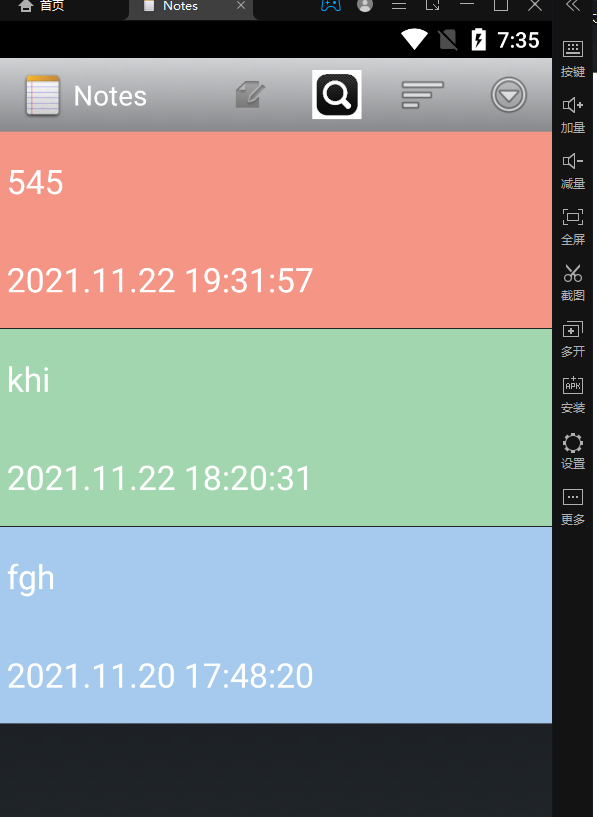 首页
Notes
7:35
Notes
545
2021.11.22 19:31:57
khi
2021.11.22 18:20:31
fgh
2021.11.20 17:48:20
按键
加量
减量
全屏
截图
多开
APK
安装
设置
更多